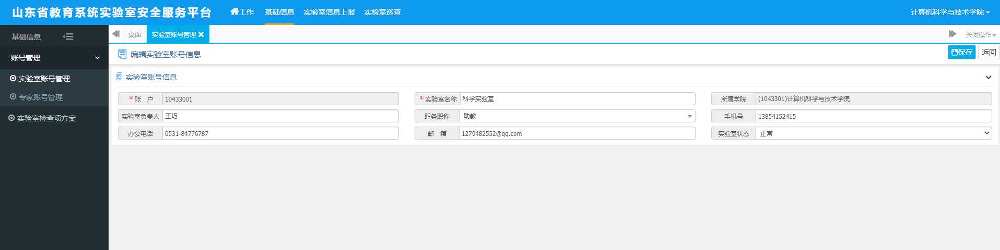 山东省教育系统实验室安全服务平台 工作 基础信息 实验室信息上报 实验室巡查 计算机科学与技术学院
基础信息 桌面 实验室账号管理 关闭操作
编辑实验室账号信息 保存 返回
账号管理
实验室账号管理 实验室账号信息
专家账号管理 * 账 户 10433001 * 实验室名称 科学实验室 所属学院 (1043301)计算机科学与技术学院
实验室检查项方案 实验室负责人 王巧 职务职称 助教 手机号 13854152415
办公电话 0531-84776787 邮 箱 1279482552@qq.com 实验室状态 正常